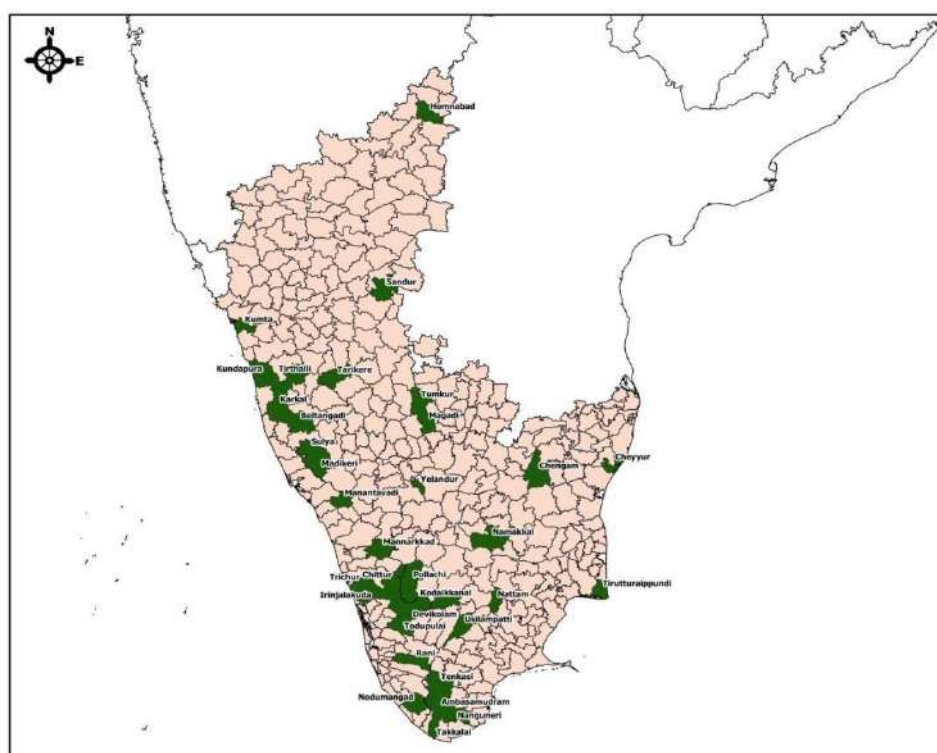 N
E
Homnabad
Sandur
Kumta
Kundapura
Tirthalli
Tarikere
Karkal
Tumkur
Beltangadi
Magadi
Sulya
Madikeri
Chengam
Cheyyur
Yelandur
Manantavadi
Namakkal
Mannarkkad
Trichur
Chittur
Pollachi
Tirutturaippundi
Irinjalakuda
Kodaikkanal
Nattam
Devikolam
Usilampatti
Todupulai
Rani
Tenkasi
Nedumangad
Ambasamudram
Nanguneri
Takkalai